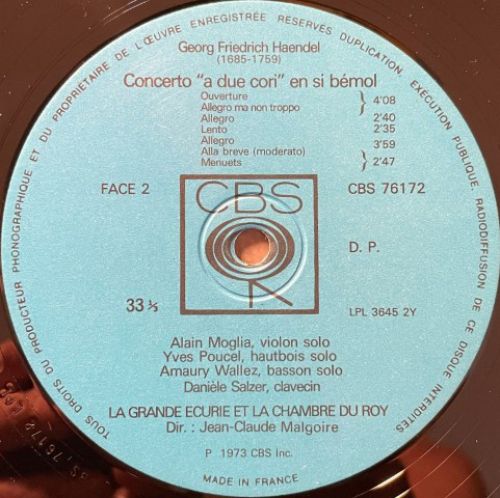 TOUS DROITS DU PRODUCTEUR PHONOGRAPHIQUE ET DU PROPRIETAIRE DE L'ŒUVRE ENREGISTRÉE RESERVÉS DUPLICATION, EXÉCUTION PUBLIQUE, RADIODIFFUSION DE CE DISQUE INTERDITES
Georg Friedrich Haendel
(1685-1759)
Concerto "a due cori" en si bémol
Ouverture
Allegro ma non troppo } 4'08
Allegro 2'40
Lento 2'35
Allegro 3'59
Alla breve (moderato)
Menuets } 2'47
FACE 2 CBS CBS 76172
D. P.
33 ⅓ LPL 3645 2Y
Alain Moglia, violon solo
Yves Poucel, hautbois solo
Amaury Wallez, basson solo
Danièle Salzer, clavecin
LA GRANDE ECURIE ET LA CHAMBRE DU ROY
Dir. : Jean-Claude Malgoire
P 1973 CBS Inc.
MADE IN FRANCE